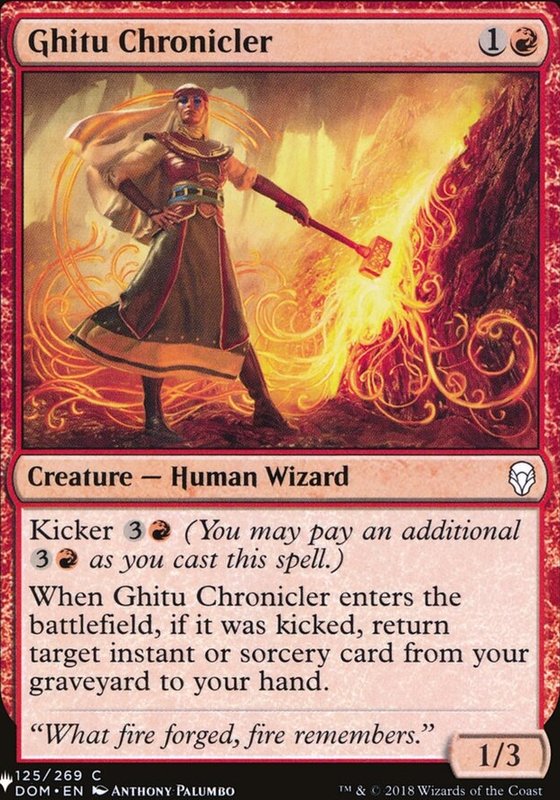 Ghitu Chronicler 1
Creature — Human Wizard
Kicker 3 (You may pay an additional
3 as you cast this spell.)
When Ghitu Chronicler enters the
battlefield, if it was kicked, return
target instant or sorcery card from your
graveyard to your hand.
“What fire forged, fire remembers.”
1/3
125/269 C
DOM • EN Anthony Palumbo
™ & © 2018 Wizards of the Coast